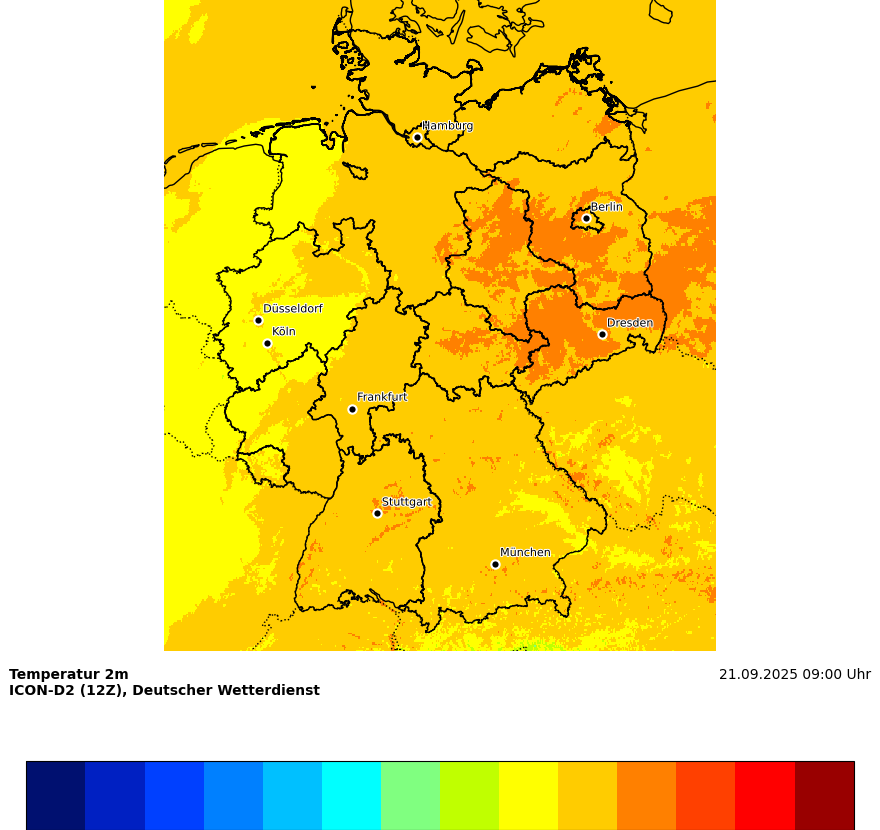 Hamburg
Berlin
Düsseldorf
Köln
Dresden
Frankfurt
Stuttgart
München
Temperatur 2m
21.09.2025 09:00 Uhr
ICON-D2 (12Z), Deutscher Wetterdienst